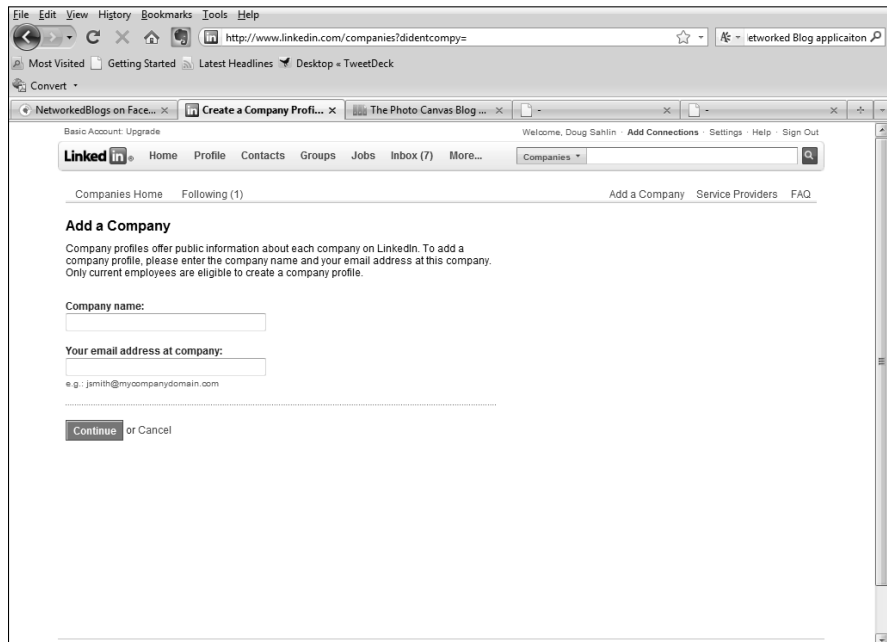 File Edit View History Bookmarks Tools Help
http://www.linkedin.com/companies?didentcompy= etworked Blog applicaiton
Most Visited Getting Started Latest Headlines Desktop « TweetDeck
Convert
NetworkedBlogs on Face... Create a Company Profi... The Photo Canvas Blog ... - -
Basic Account: Upgrade Welcome, Doug Sahlin · Add Connections · Settings · Help · Sign Out
Linked in Home Profile Contacts Groups Jobs Inbox (7) More... Companies
Companies Home Following (1) Add a Company Service Providers FAQ
Add a Company
Company profiles offer public information about each company on LinkedIn. To add a
company profile, please enter the company name and your email address at this company.
Only current employees are eligible to create a company profile.
Company name:
Your email address at company:
e.g.: jsmith@mycompanydomain.com
Continue or Cancel